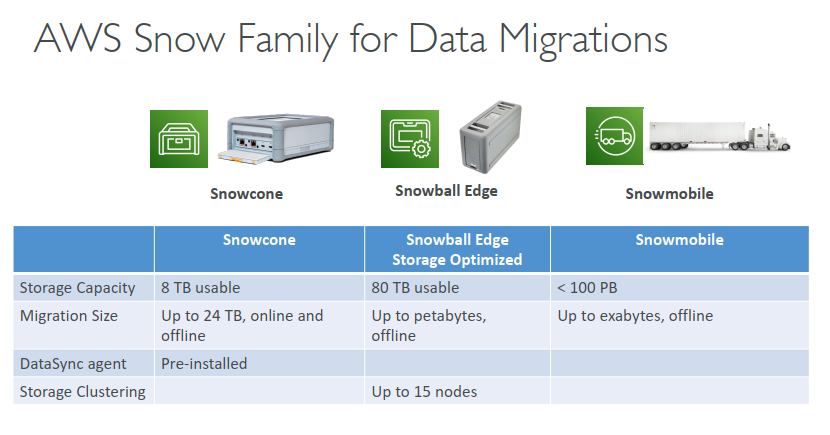 AWS Snow Family for Data Migrations
Snowcone
Snowball Edge
Snowmobile
Snowcone
Snowball Edge
Storage Optimized
Snowmobile
Storage Capacity
8 TB usable
80 TB usable
< 100 PB
Migration Size
Up to 24 TB, online and
offline
Up to petabytes,
offline
Up to exabytes, offline
DataSync agent
Pre-installed
Storage Clustering
Up to 15 nodes